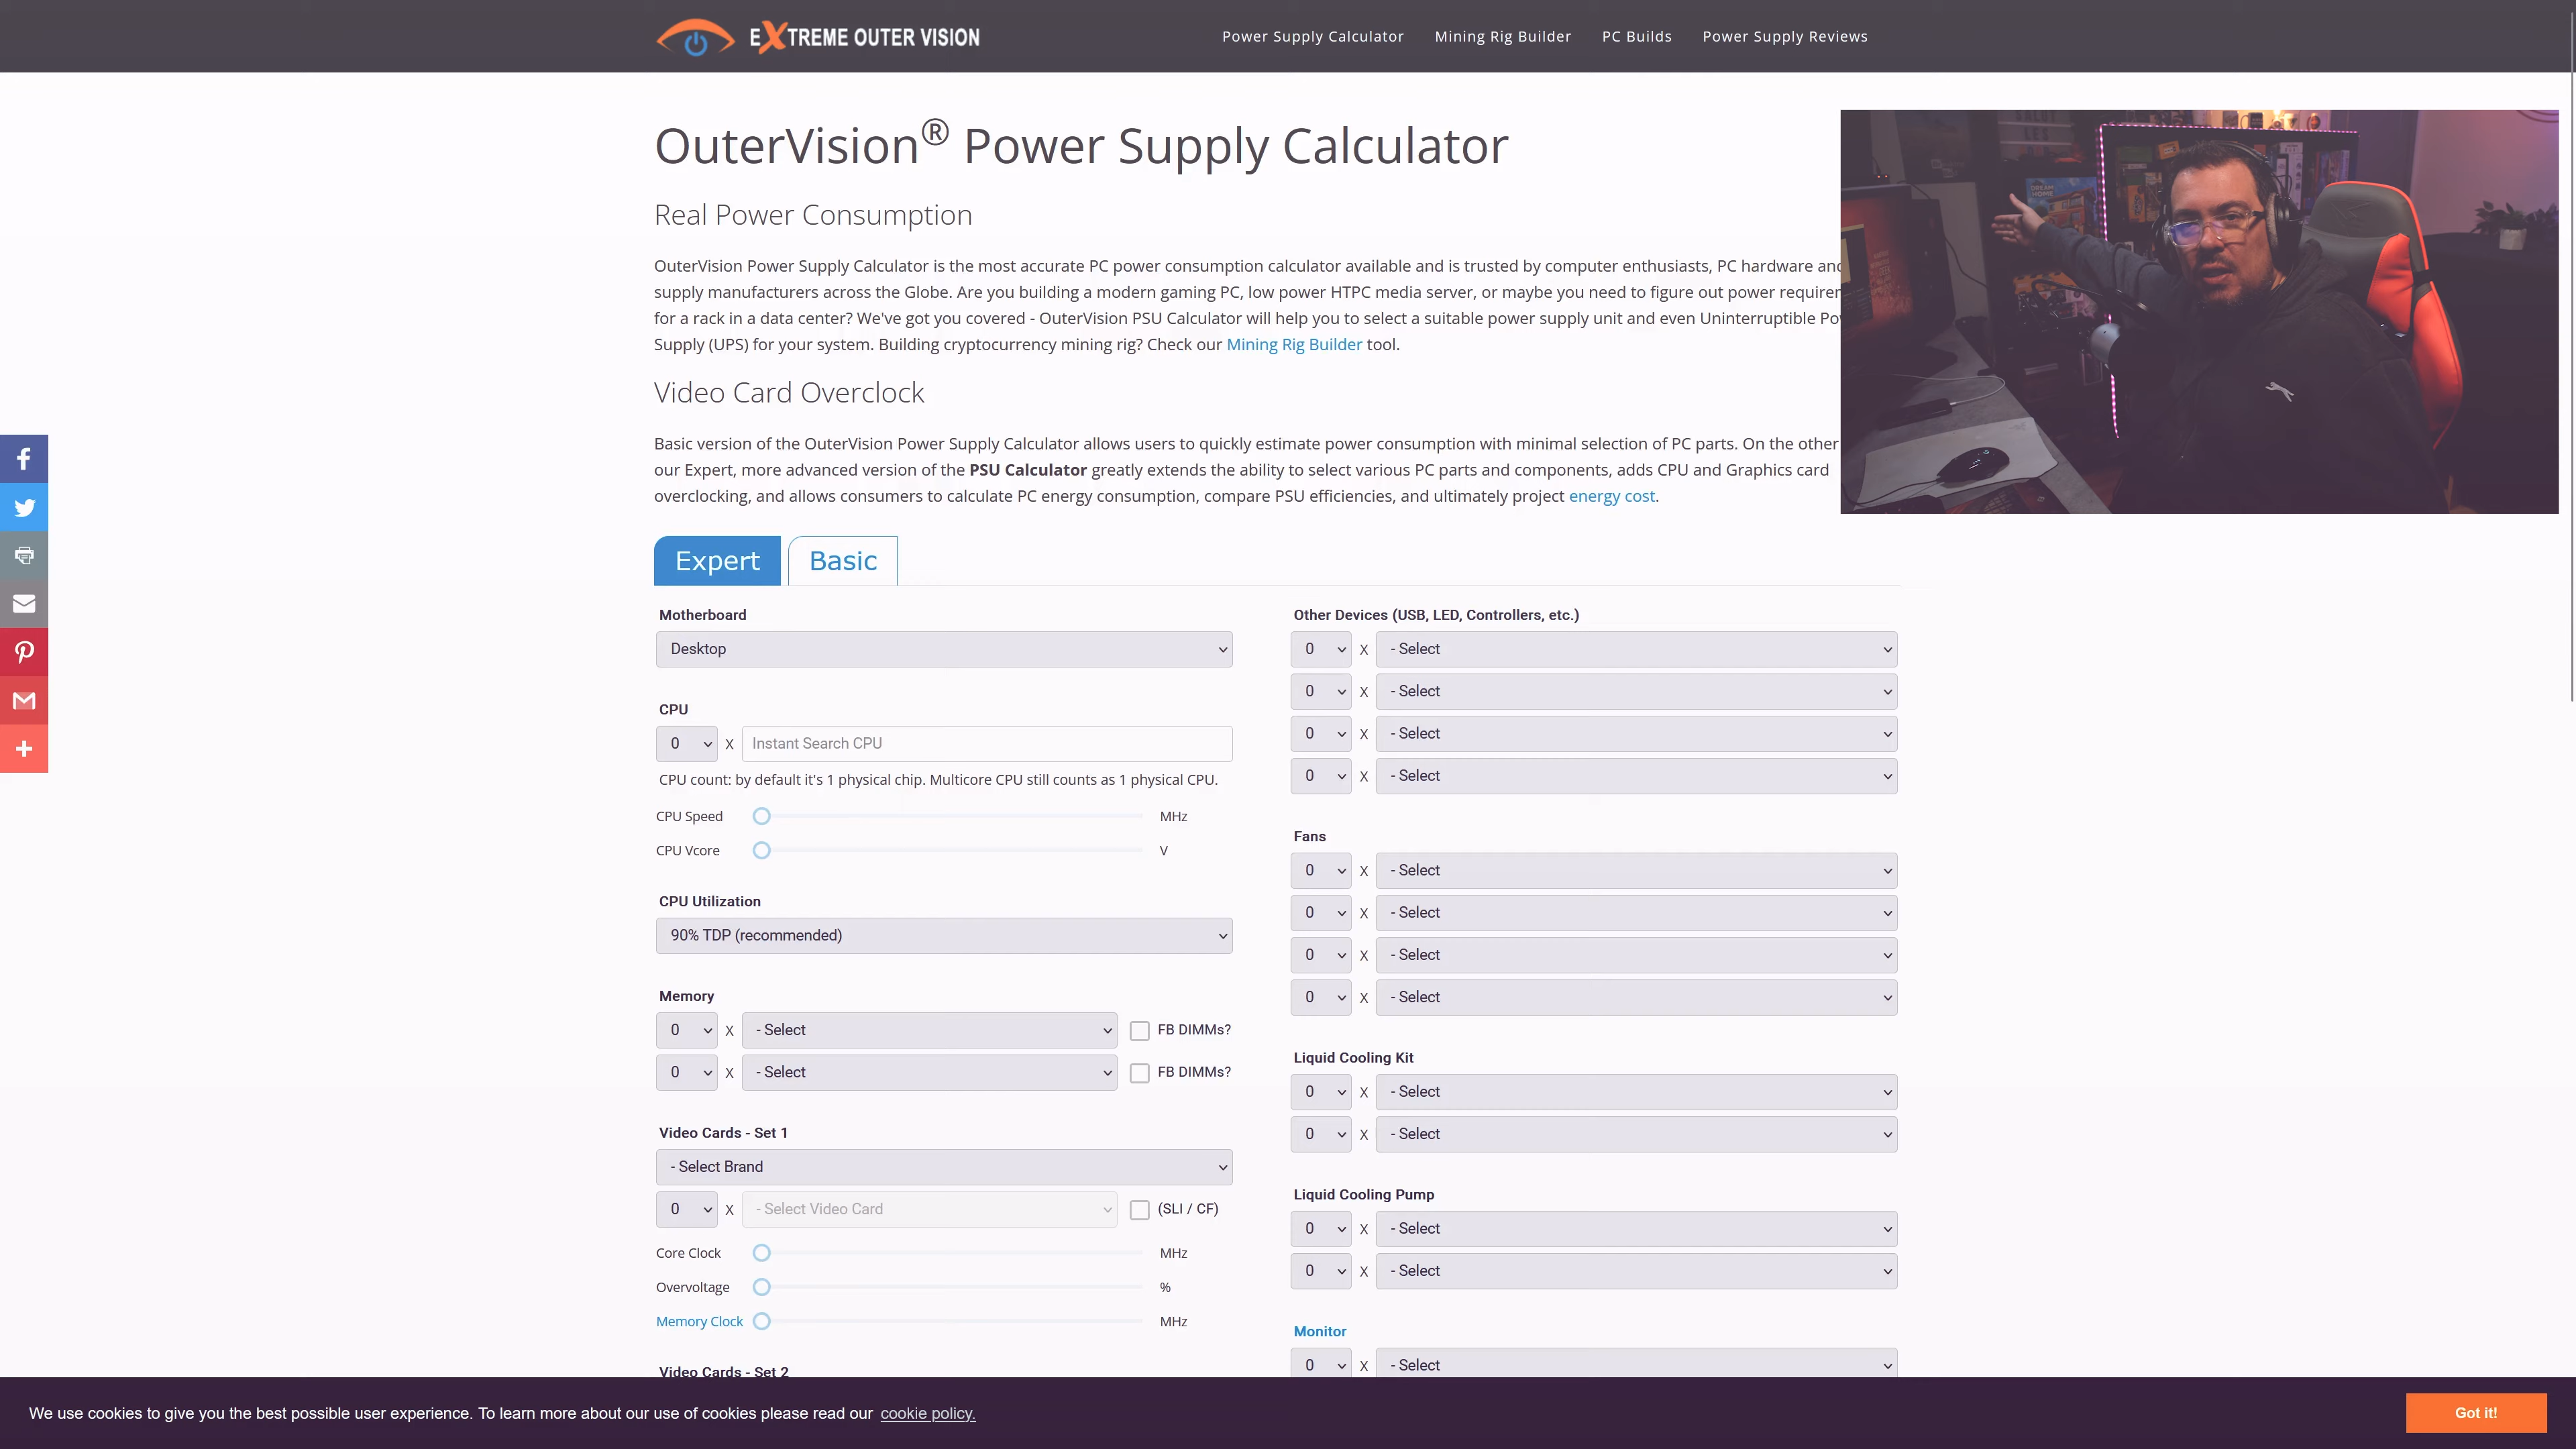 EXTREME OUTER VISION
Power Supply Calculator
Mining Rig Builder
PC Builds
Power Supply Reviews
OuterVision® Power Supply Calculator
Real Power Consumption
OuterVision Power Supply Calculator is the most accurate PC power consumption calculator available and is trusted by computer enthusiasts, PC hardware and
supply manufacturers across the Globe. Are you building a modern gaming PC, low power HTPC media server, or maybe you need to figure out power requirem
for a rack in a data center? We've got you covered - OuterVision PSU Calculator will help you to select a suitable power supply unit and even Uninterruptible Po
Supply (UPS) for your system. Building cryptocurrency mining rig? Check our Mining Rig Builder tool.
Video Card Overclock
Basic version of the OuterVision Power Supply Calculator allows users to quickly estimate power consumption with minimal selection of PC parts. On the other
our Expert, more advanced version of the PSU Calculator greatly extends the ability to select various PC parts and components, adds CPU and Graphics card
overclocking, and allows consumers to calculate PC energy consumption, compare PSU efficiencies, and ultimately project energy cost.
Expert
Basic
Motherboard
Desktop
CPU
0 X Instant Search CPU
CPU count: by default it's 1 physical chip. Multicore CPU still counts as 1 physical CPU.
CPU Speed MHz
CPU Vcore V
CPU Utilization
90% TDP (recommended)
Memory
0 X - Select FB DIMMs?
0 X - Select FB DIMMs?
Video Cards - Set 1
- Select Brand
0 X - Select Video Card (SLI / CF)
Core Clock MHz
Overvoltage %
Memory Clock MHz
Video Cards - Set 2
Other Devices (USB, LED, Controllers, etc.)
0 X - Select
0 X - Select
0 X - Select
0 X - Select
Fans
0 X - Select
0 X - Select
0 X - Select
0 X - Select
Liquid Cooling Kit
0 X - Select
0 X - Select
Liquid Cooling Pump
0 X - Select
0 X - Select
Monitor
0 X - Select
We use cookies to give you the best possible user experience. To learn more about our use of cookies please read our cookie policy.
Got it!